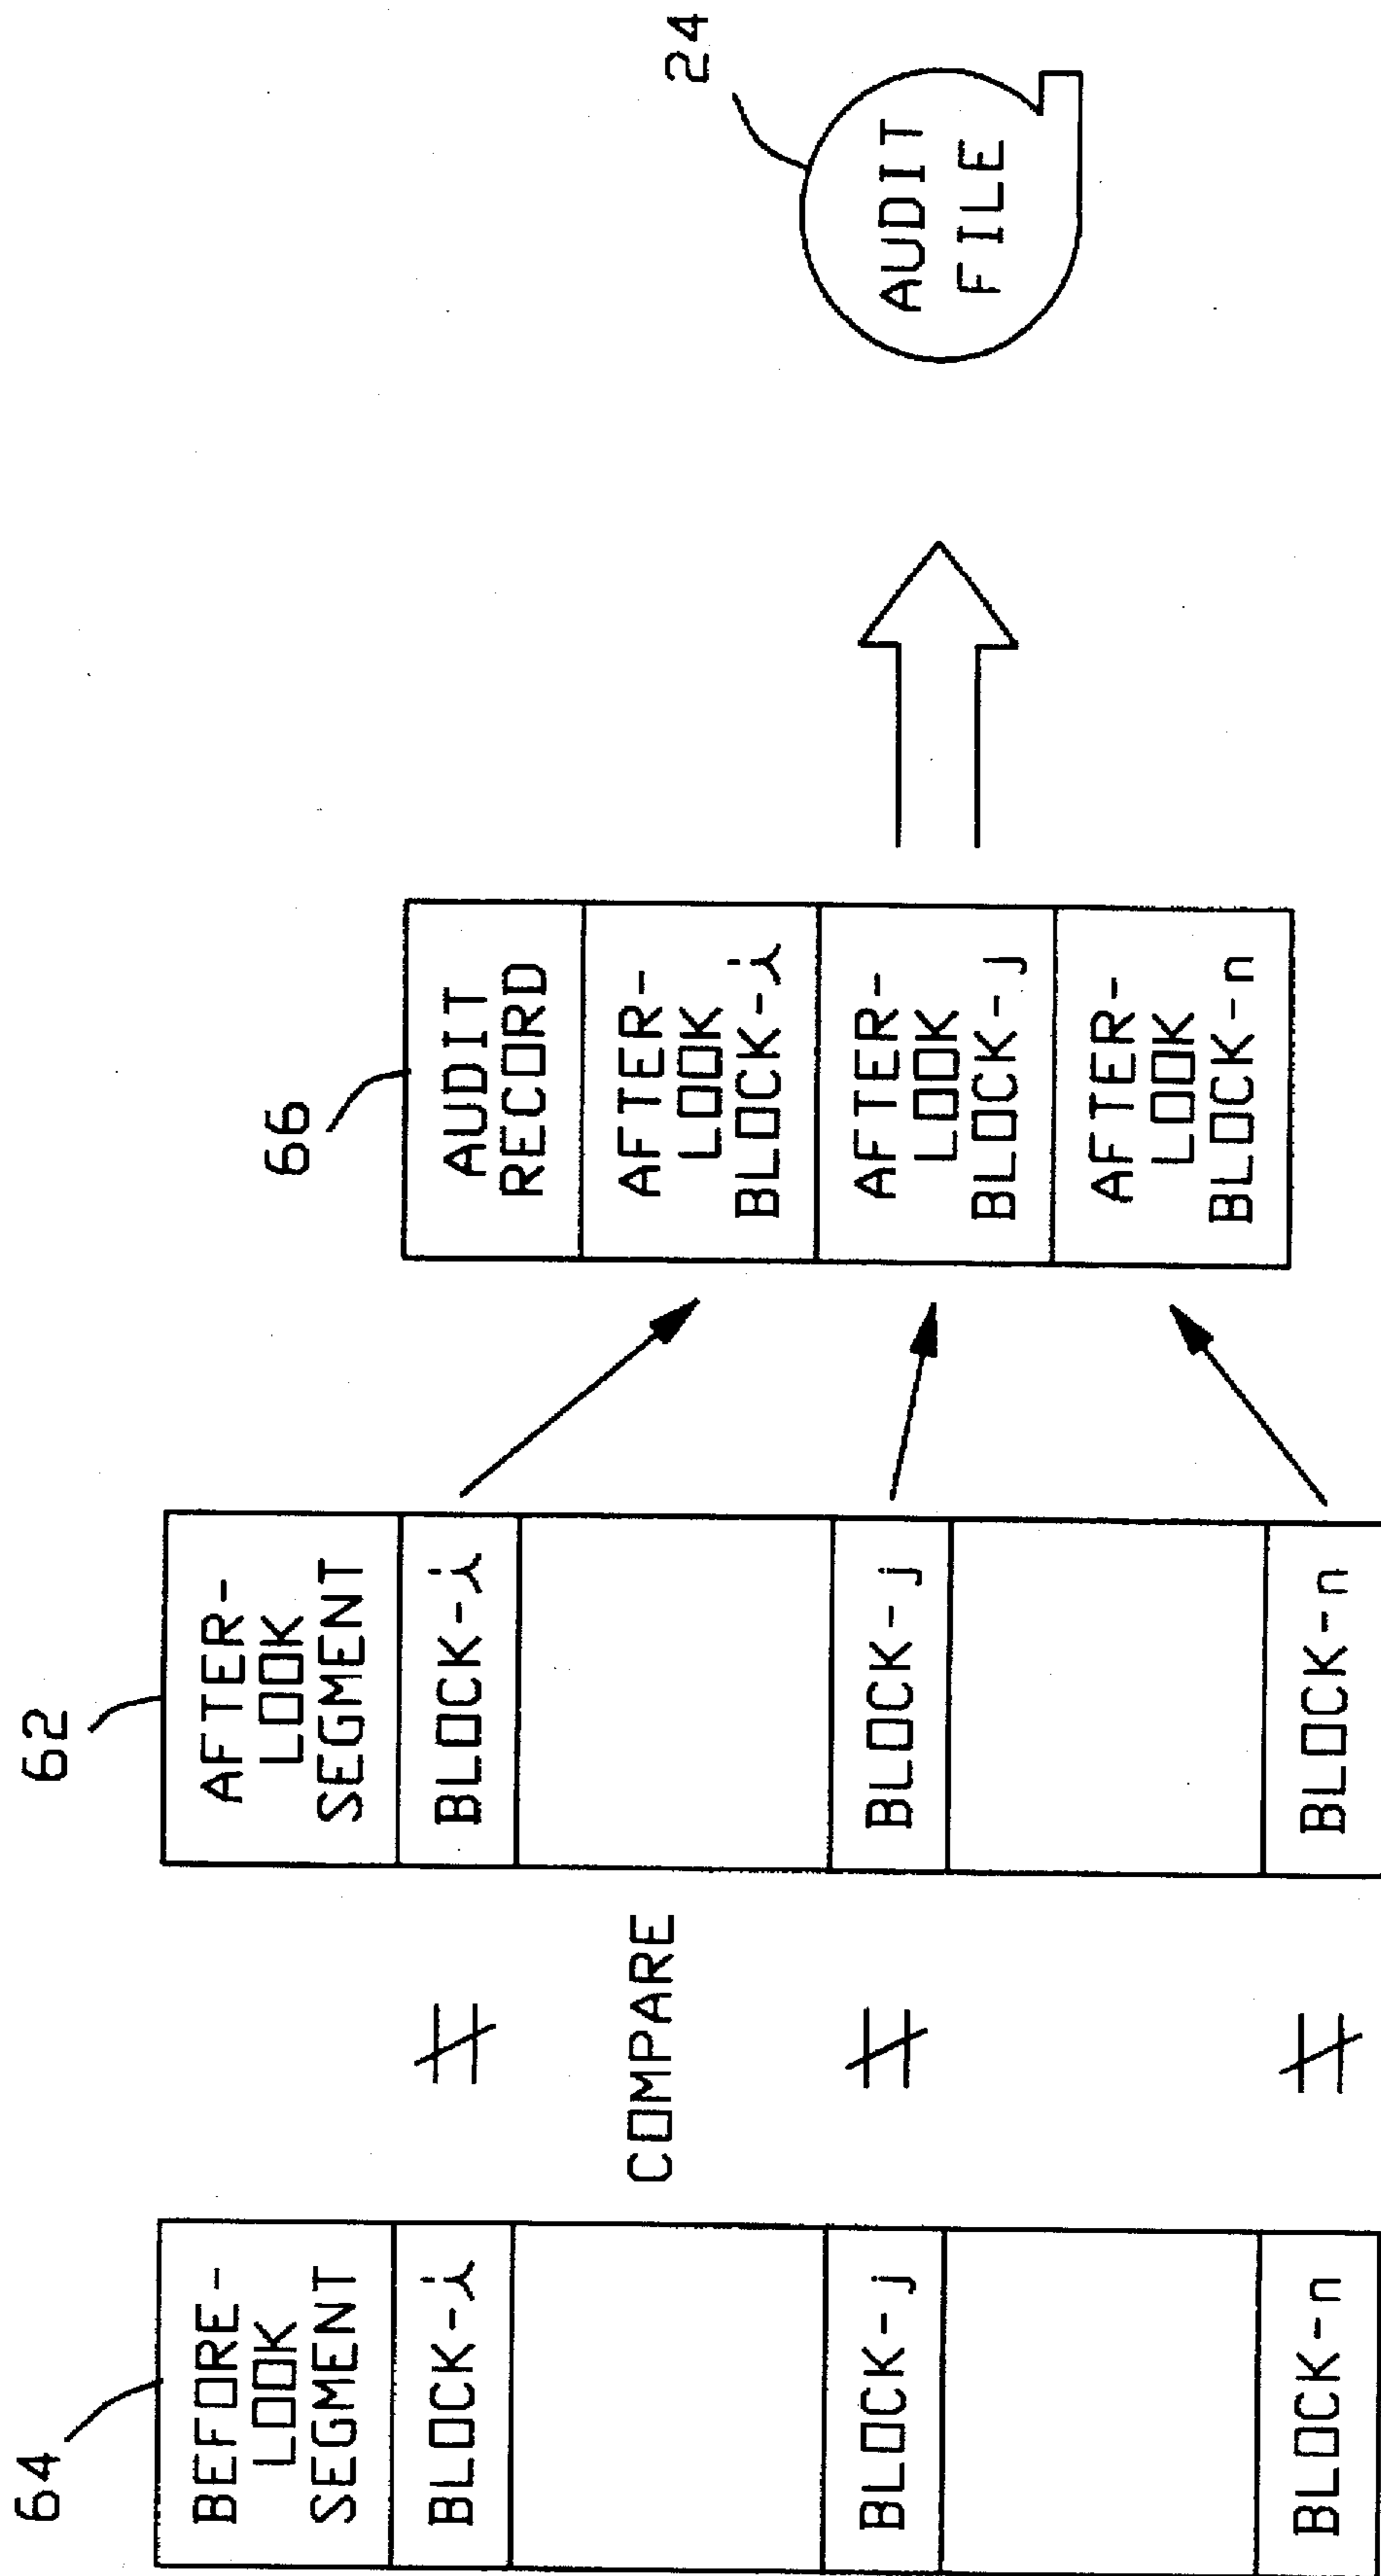 64
BEFORE-
LOOK
SEGMENT
BLOCK-i
BLOCK-j
BLOCK-n
≠
COMPARE
≠
≠
62
AFTER-
LOOK
SEGMENT
BLOCK-i
BLOCK-j
BLOCK-n
66
AUDIT
RECORD
AFTER-
LOOK
BLOCK-i
AFTER-
LOOK
BLOCK-j
AFTER-
LOOK
BLOCK-n
24
AUDIT
FILE